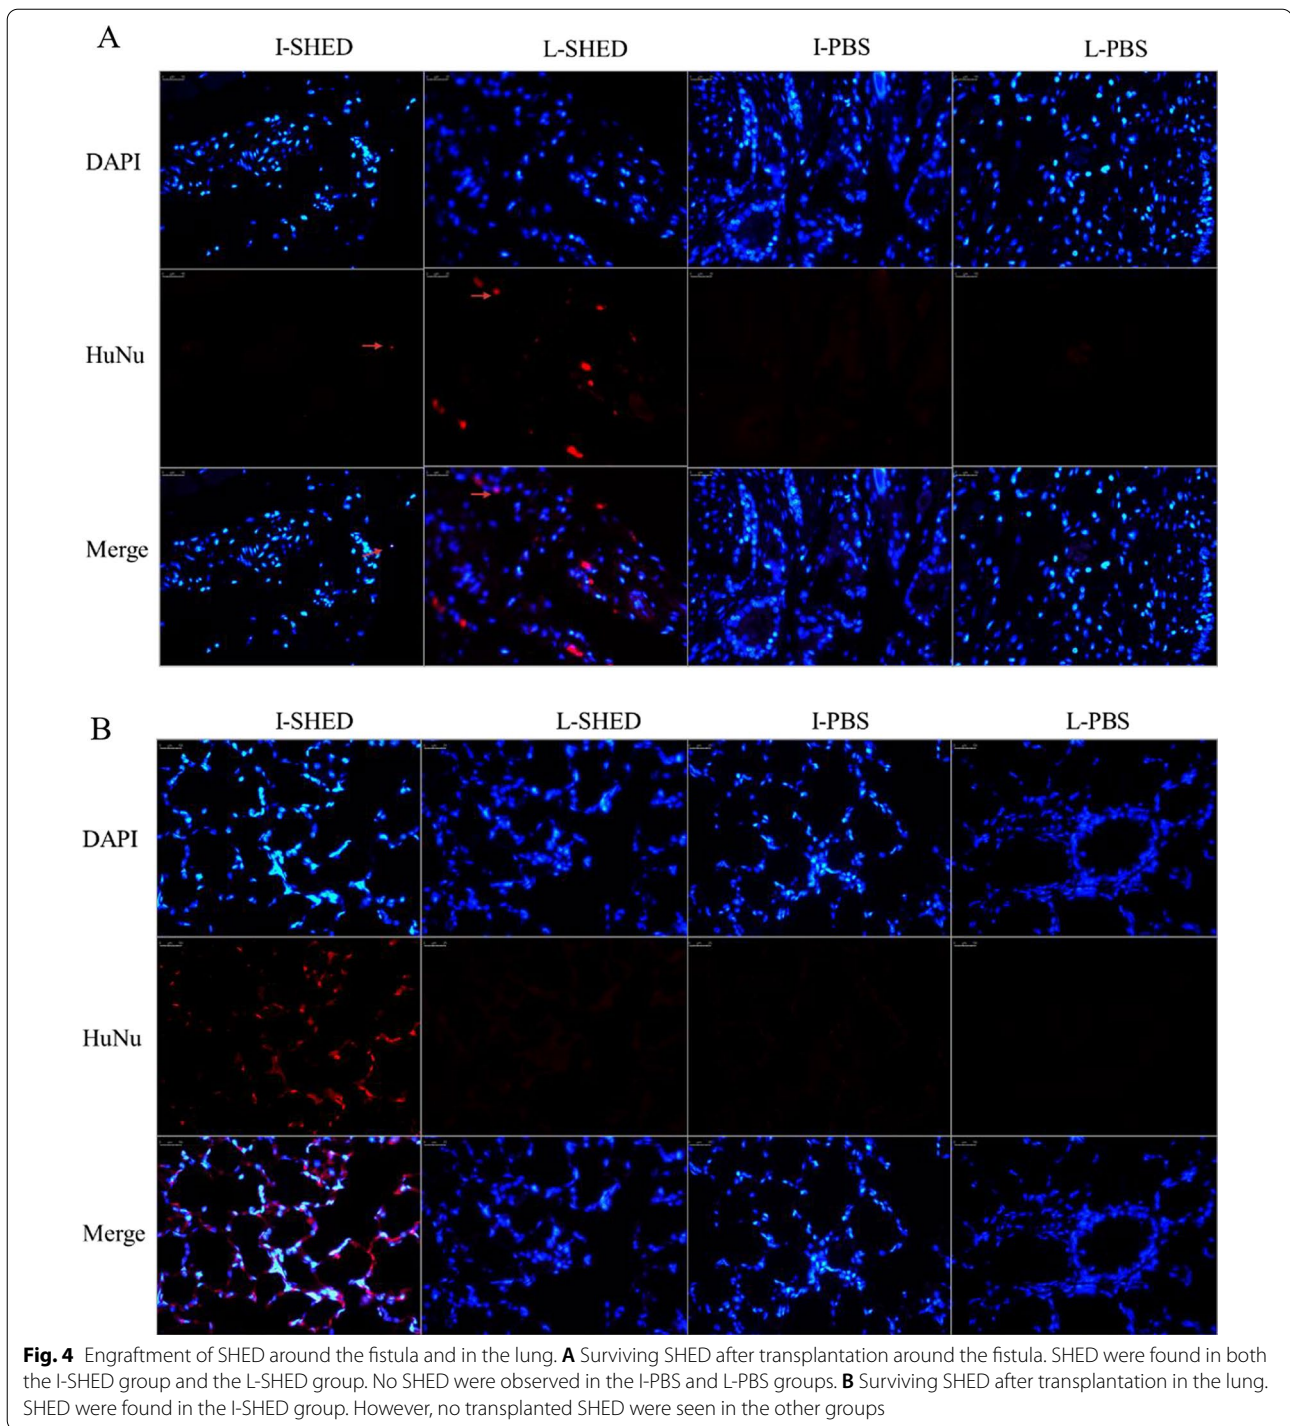 A
I-SHED L-SHED I-PBS L-PBS
DAPI
HuNu
Merge
B
I-SHED L-SHED I-PBS L-PBS
DAPI
HuNu
Merge
Fig. 4 Engraftment of SHED around the fistula and in the lung. A Surviving SHED after transplantation around the fistula. SHED were found in both
the I-SHED group and the L-SHED group. No SHED were observed in the I-PBS and L-PBS groups. B Surviving SHED after transplantation in the lung.
SHED were found in the I-SHED group. However, no transplanted SHED were seen in the other groups